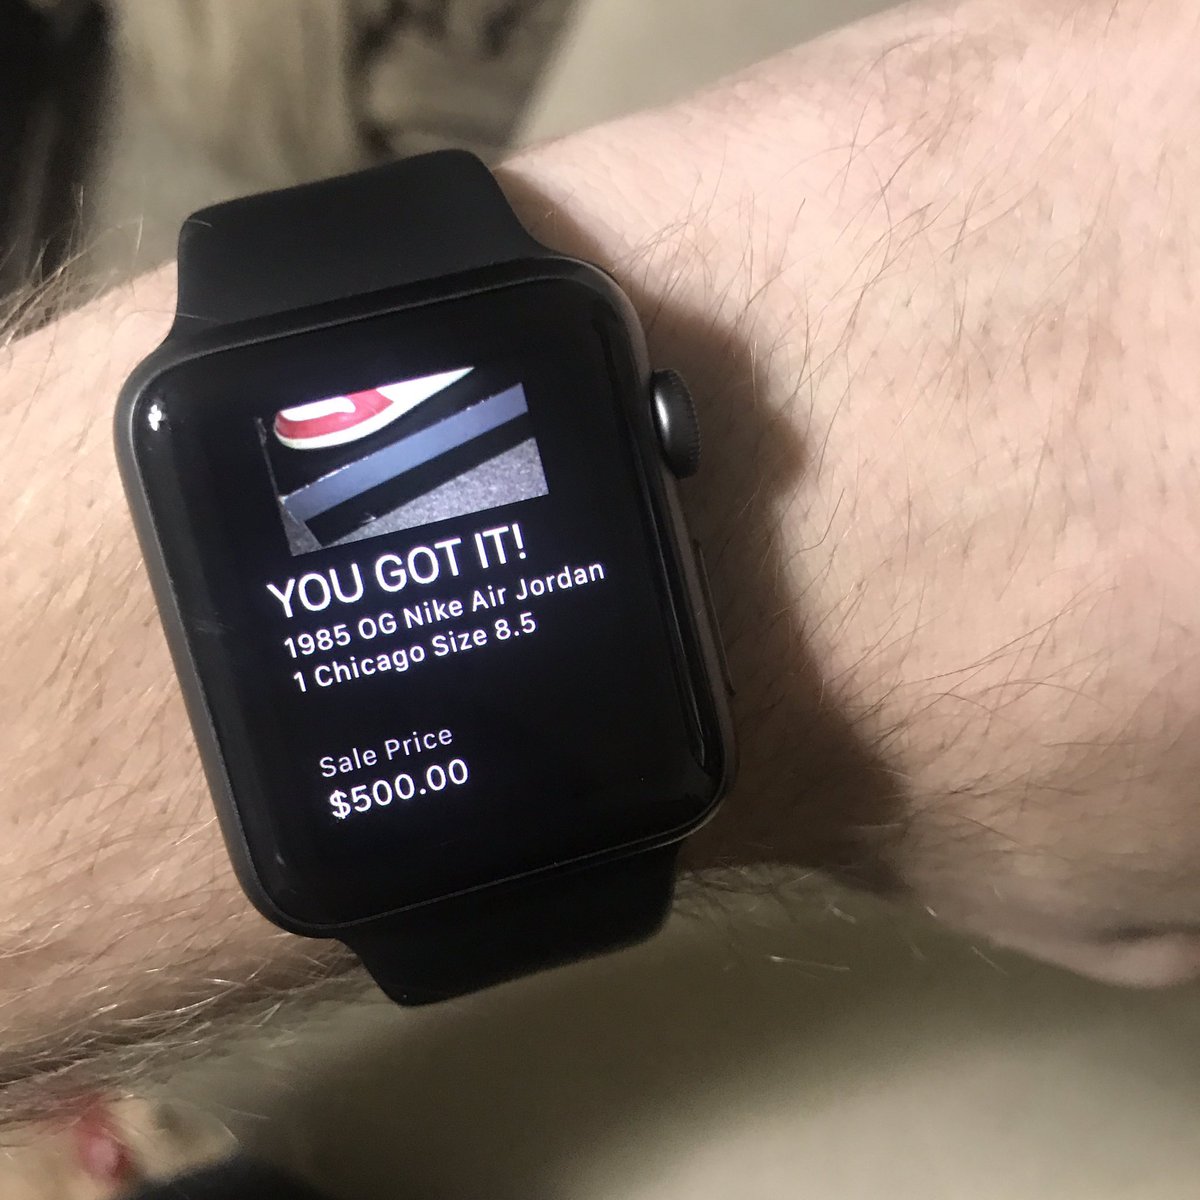 YOU GOT IT!
1985 OG Nike Air Jordan
1 Chicago Size 8.5
Sale Price
$500.00